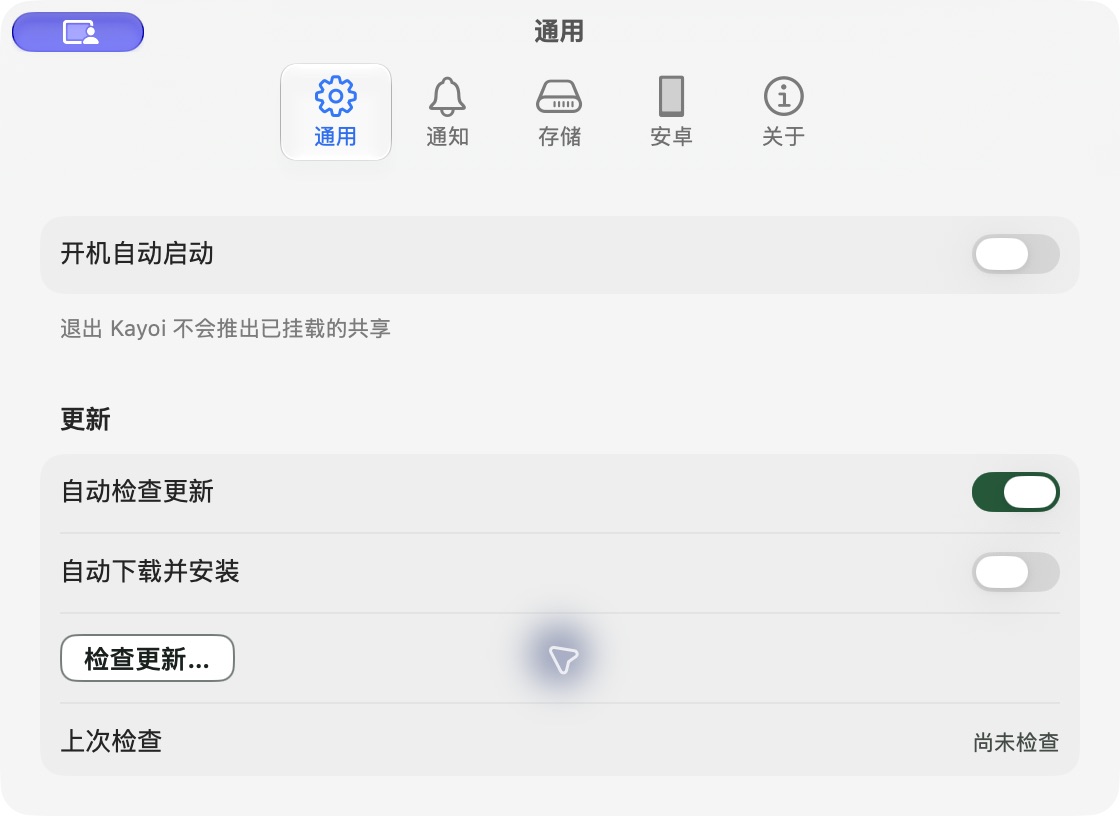 通用
通用
通知
存储
安卓
关于
开机自动启动
退出 Kayoi 不会推出已挂载的共享
更新
自动检查更新
自动下载并安装
检查更新...
上次检查
尚未检查